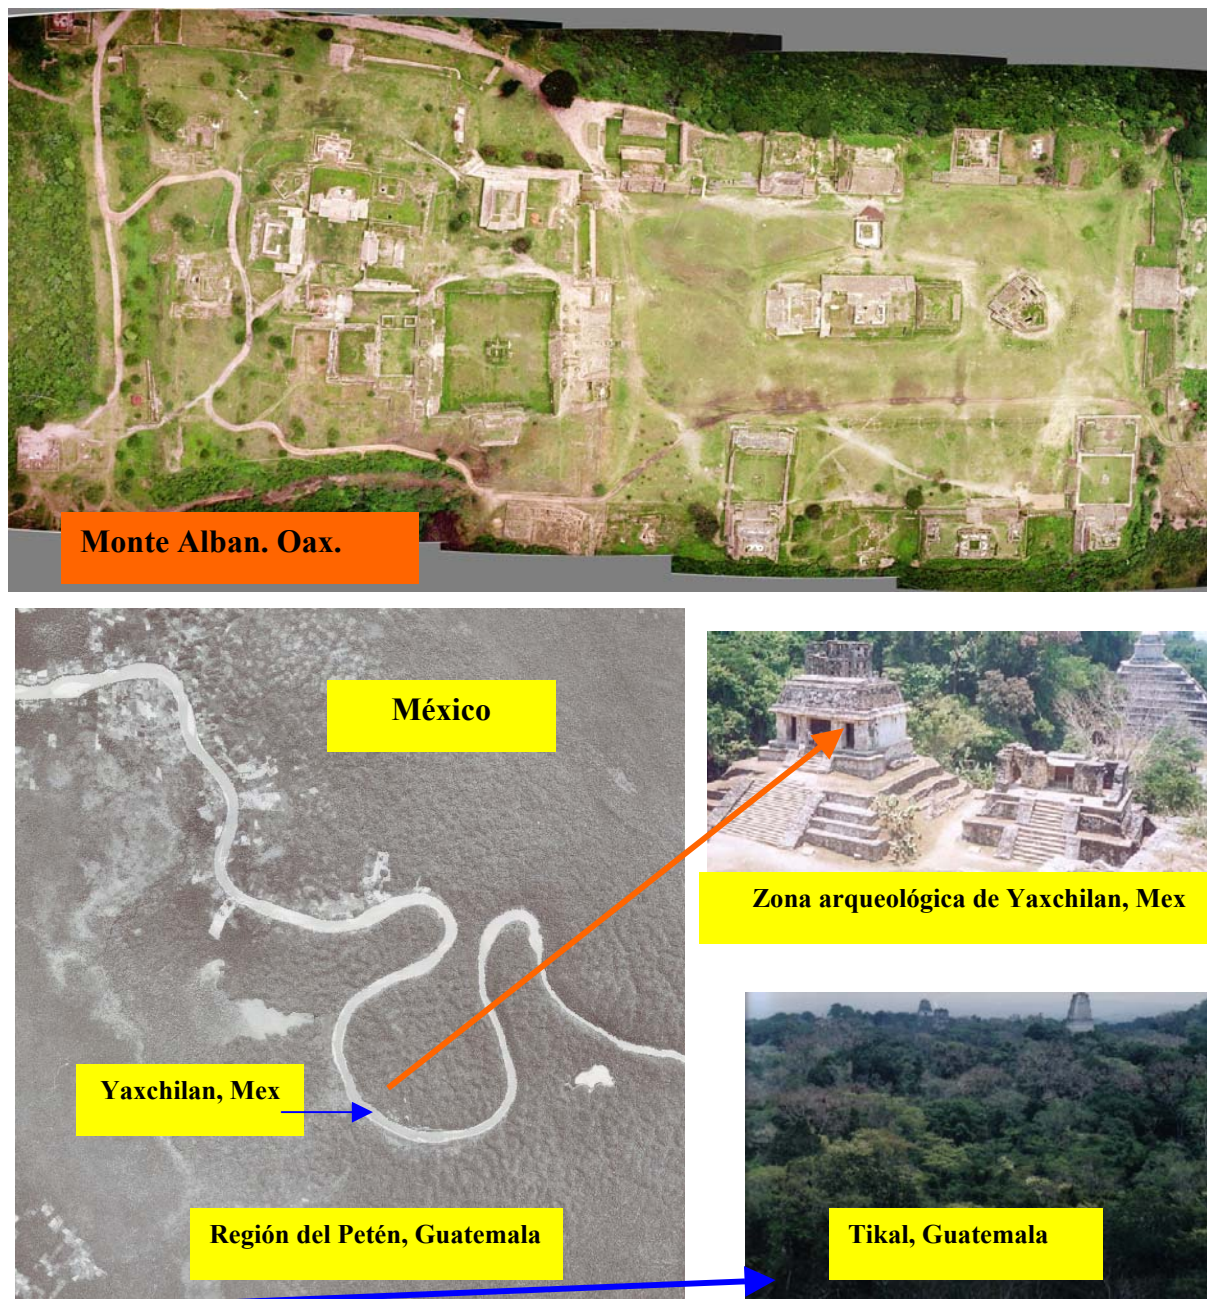 Monte Alban. Oax.
México
Zona arqueológica de Yaxchilan, Mex
Yaxchilan, Mex
Región del Petén, Guatemala
Tikal, Guatemala